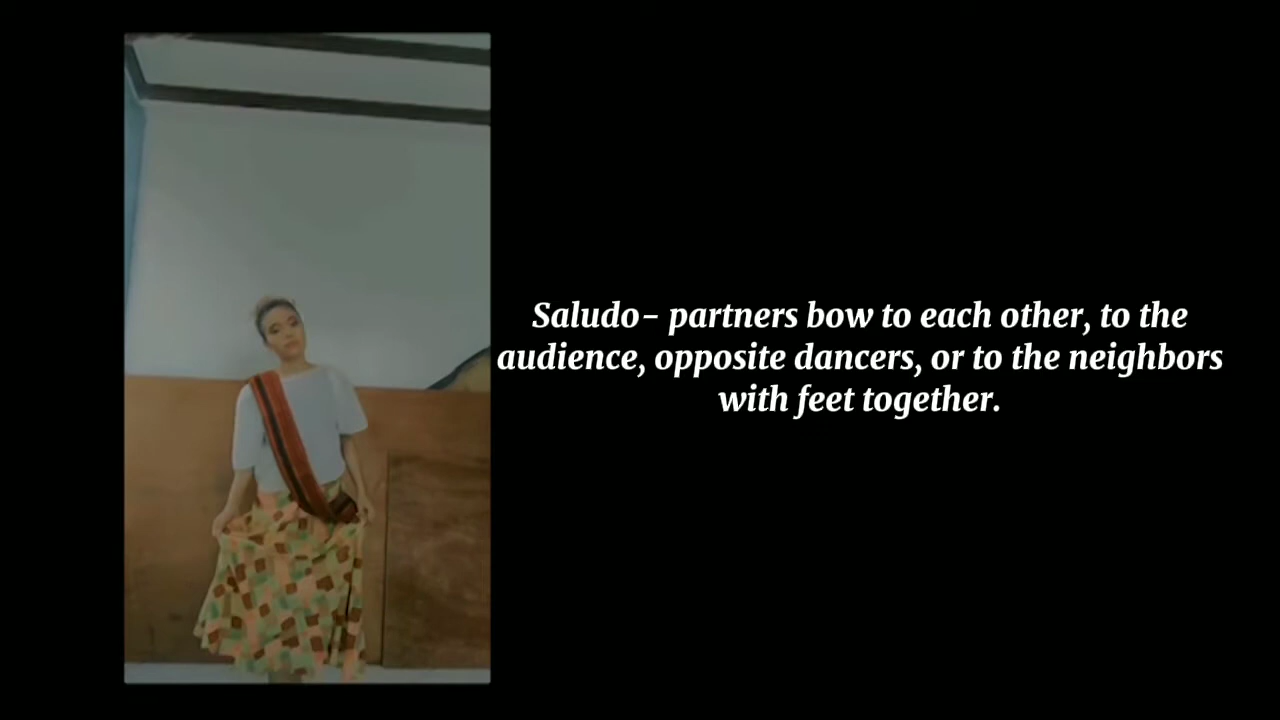 Saludo- partners bow to each other, to the
audience, opposite dancers, or to the neighbors
with feet together.